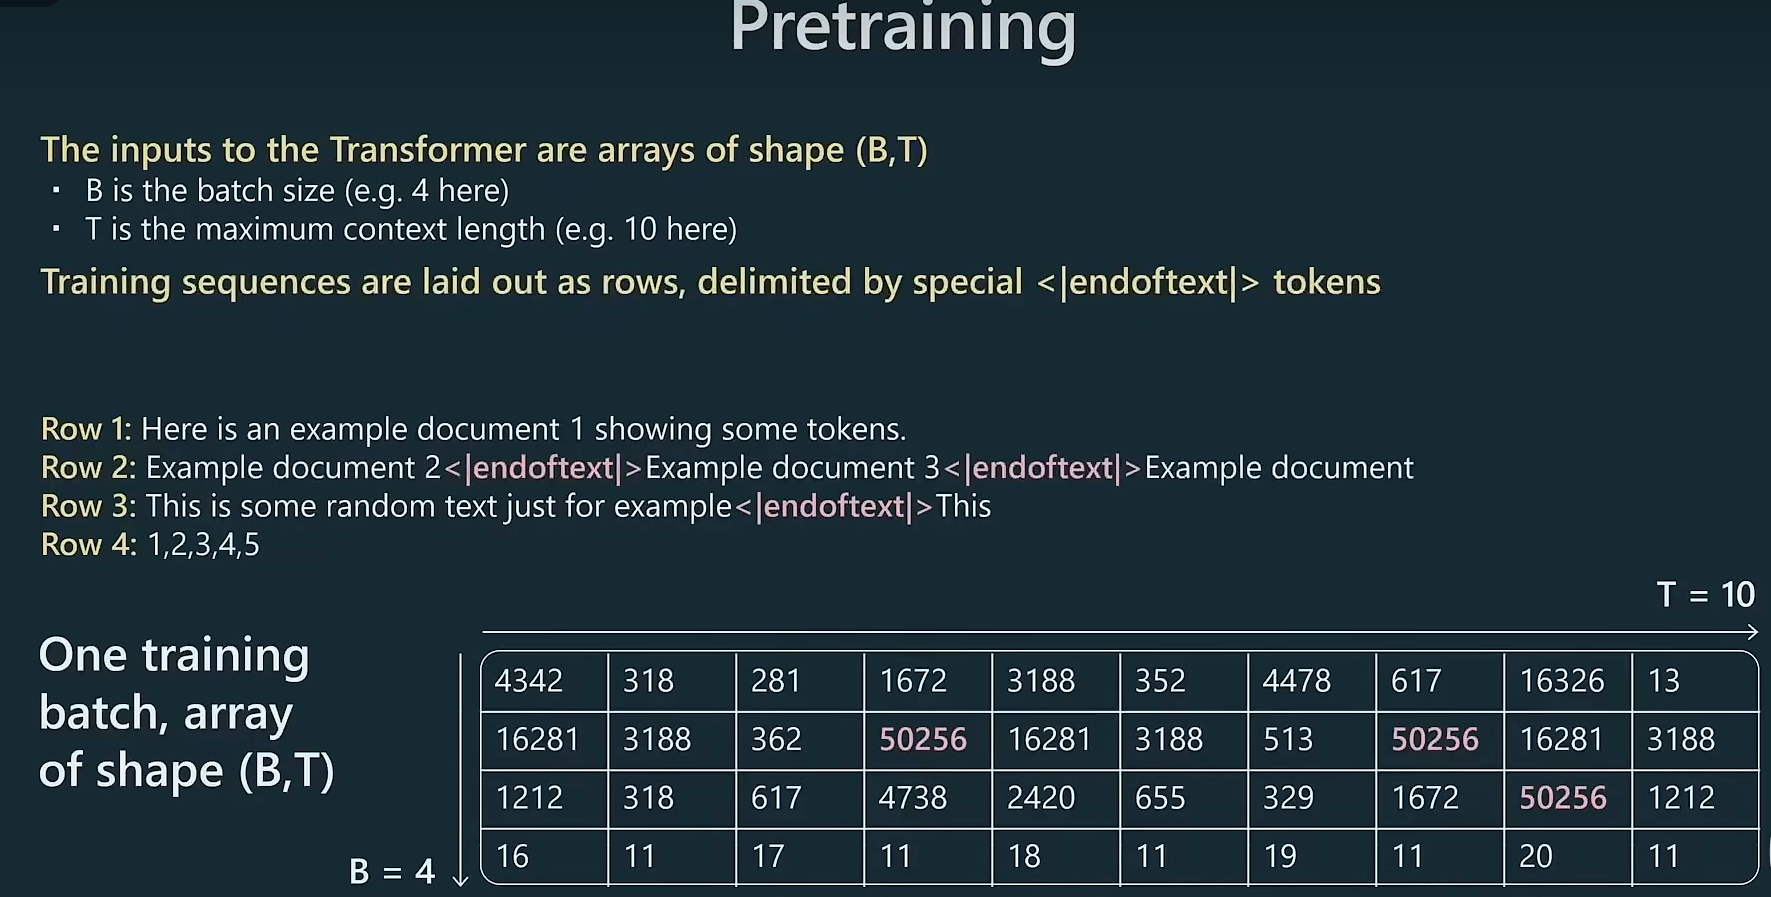 Pretraining
The inputs to the Transformer are arrays of shape (B,T)
· B is the batch size (e.g. 4 here)
· T is the maximum context length (e.g. 10 here)
Training sequences are laid out as rows, delimited by special <|endoftext|> tokens
Row 1: Here is an example document 1 showing some tokens.
Row 2: Example document 2<|endoftext|>Example document 3<|endoftext|>Example document
Row 3: This is some random text just for example<|endoftext|>This
Row 4: 1,2,3,4,5
T = 10
One training
batch, array
of shape (B,T)
B = 4
4342 318 281 1672 3188 352 4478 617 16326 13
16281 3188 362 50256 16281 3188 513 50256 16281 3188
1212 318 617 4738 2420 655 329 1672 50256 1212
16 11 17 11 18 11 19 11 20 11